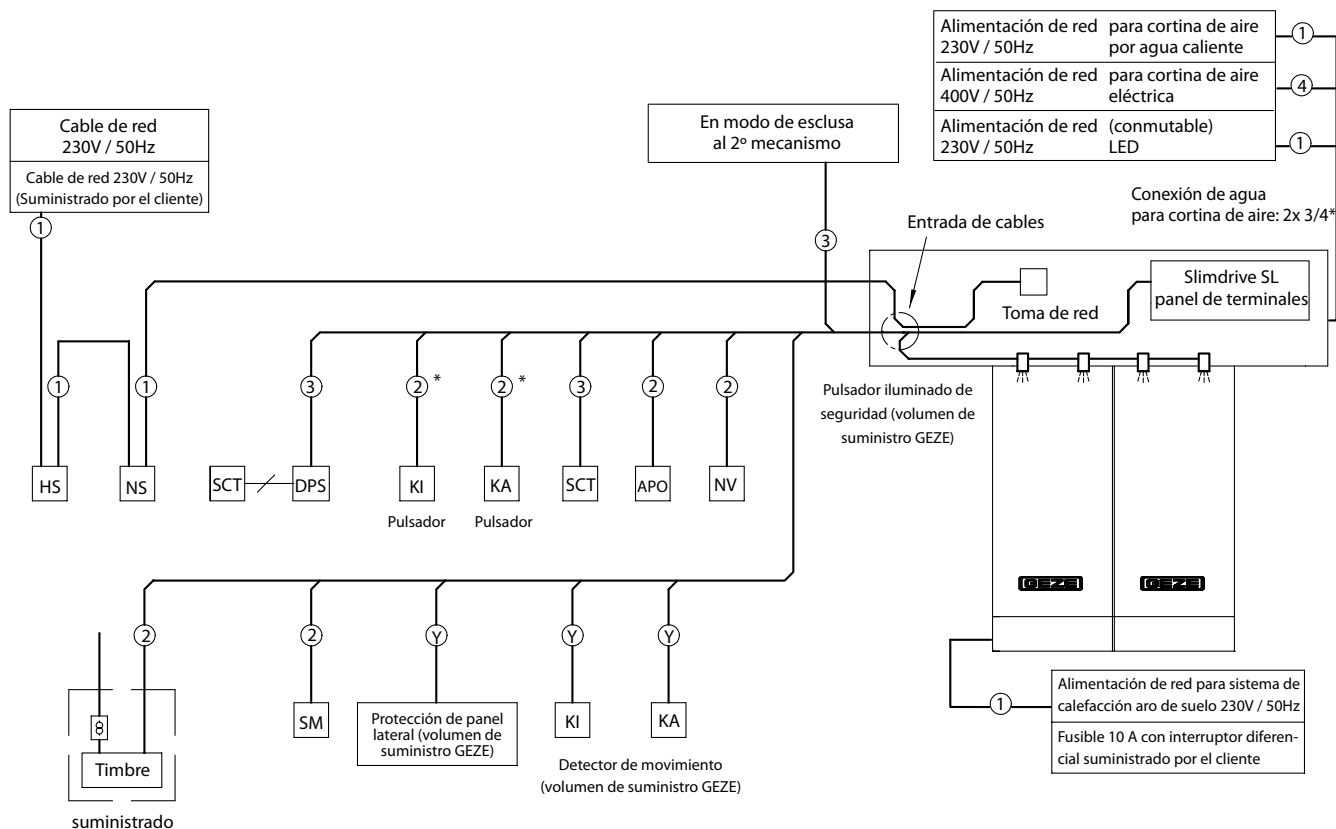 Alimentación de red para cortina de aire
230V / 50Hz por agua caliente
1
Alimentación de red para cortina de aire
400V / 50Hz eléctrica
4
Alimentación de red (conmutable)
230V / 50Hz LED
1
Cable de red
230V / 50Hz
Cable de red 230V / 50Hz
(Suministrado por el cliente)
1
En modo de esclusa
al 2º mecanismo
3
Conexión de agua
para cortina de aire: 2x 3/4*
Entrada de cables
Slimdrive SL
panel de terminales
Toma de red
1
1
3
2 *
2 *
3
2
2
Pulsador iluminado de
seguridad (volumen de
suministro GEZE)
HS
NS
SCT
DPS
KI
KA
SCT
APO
NV
Pulsador
Pulsador
GEZE
GEZE
2
2
Y
Y
Y
SM
Protección de panel
lateral (volumen de
suministro GEZE)
KI
KA
Detector de movimiento
(volumen de suministro GEZE)
Timbre
suministrado
1
Alimentación de red para sistema de
calefacción aro de suelo 230V / 50Hz
Fusible 10 A con interruptor diferen-
cial suministrado por el cliente